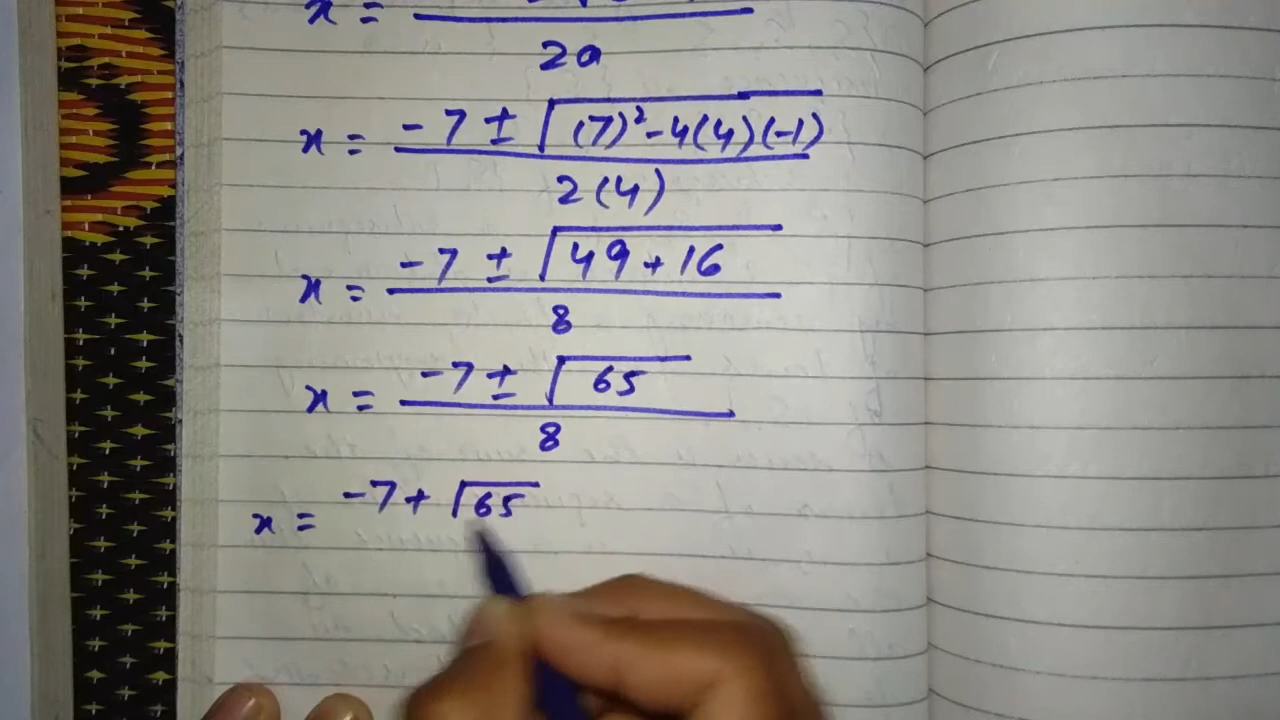 x =
2a
x = -7 ± √(7)² - 4(4)(-1)
2(4)
x = -7 ± √49 + 16
8
x = -7 ± √65
8
x = -7 + √65